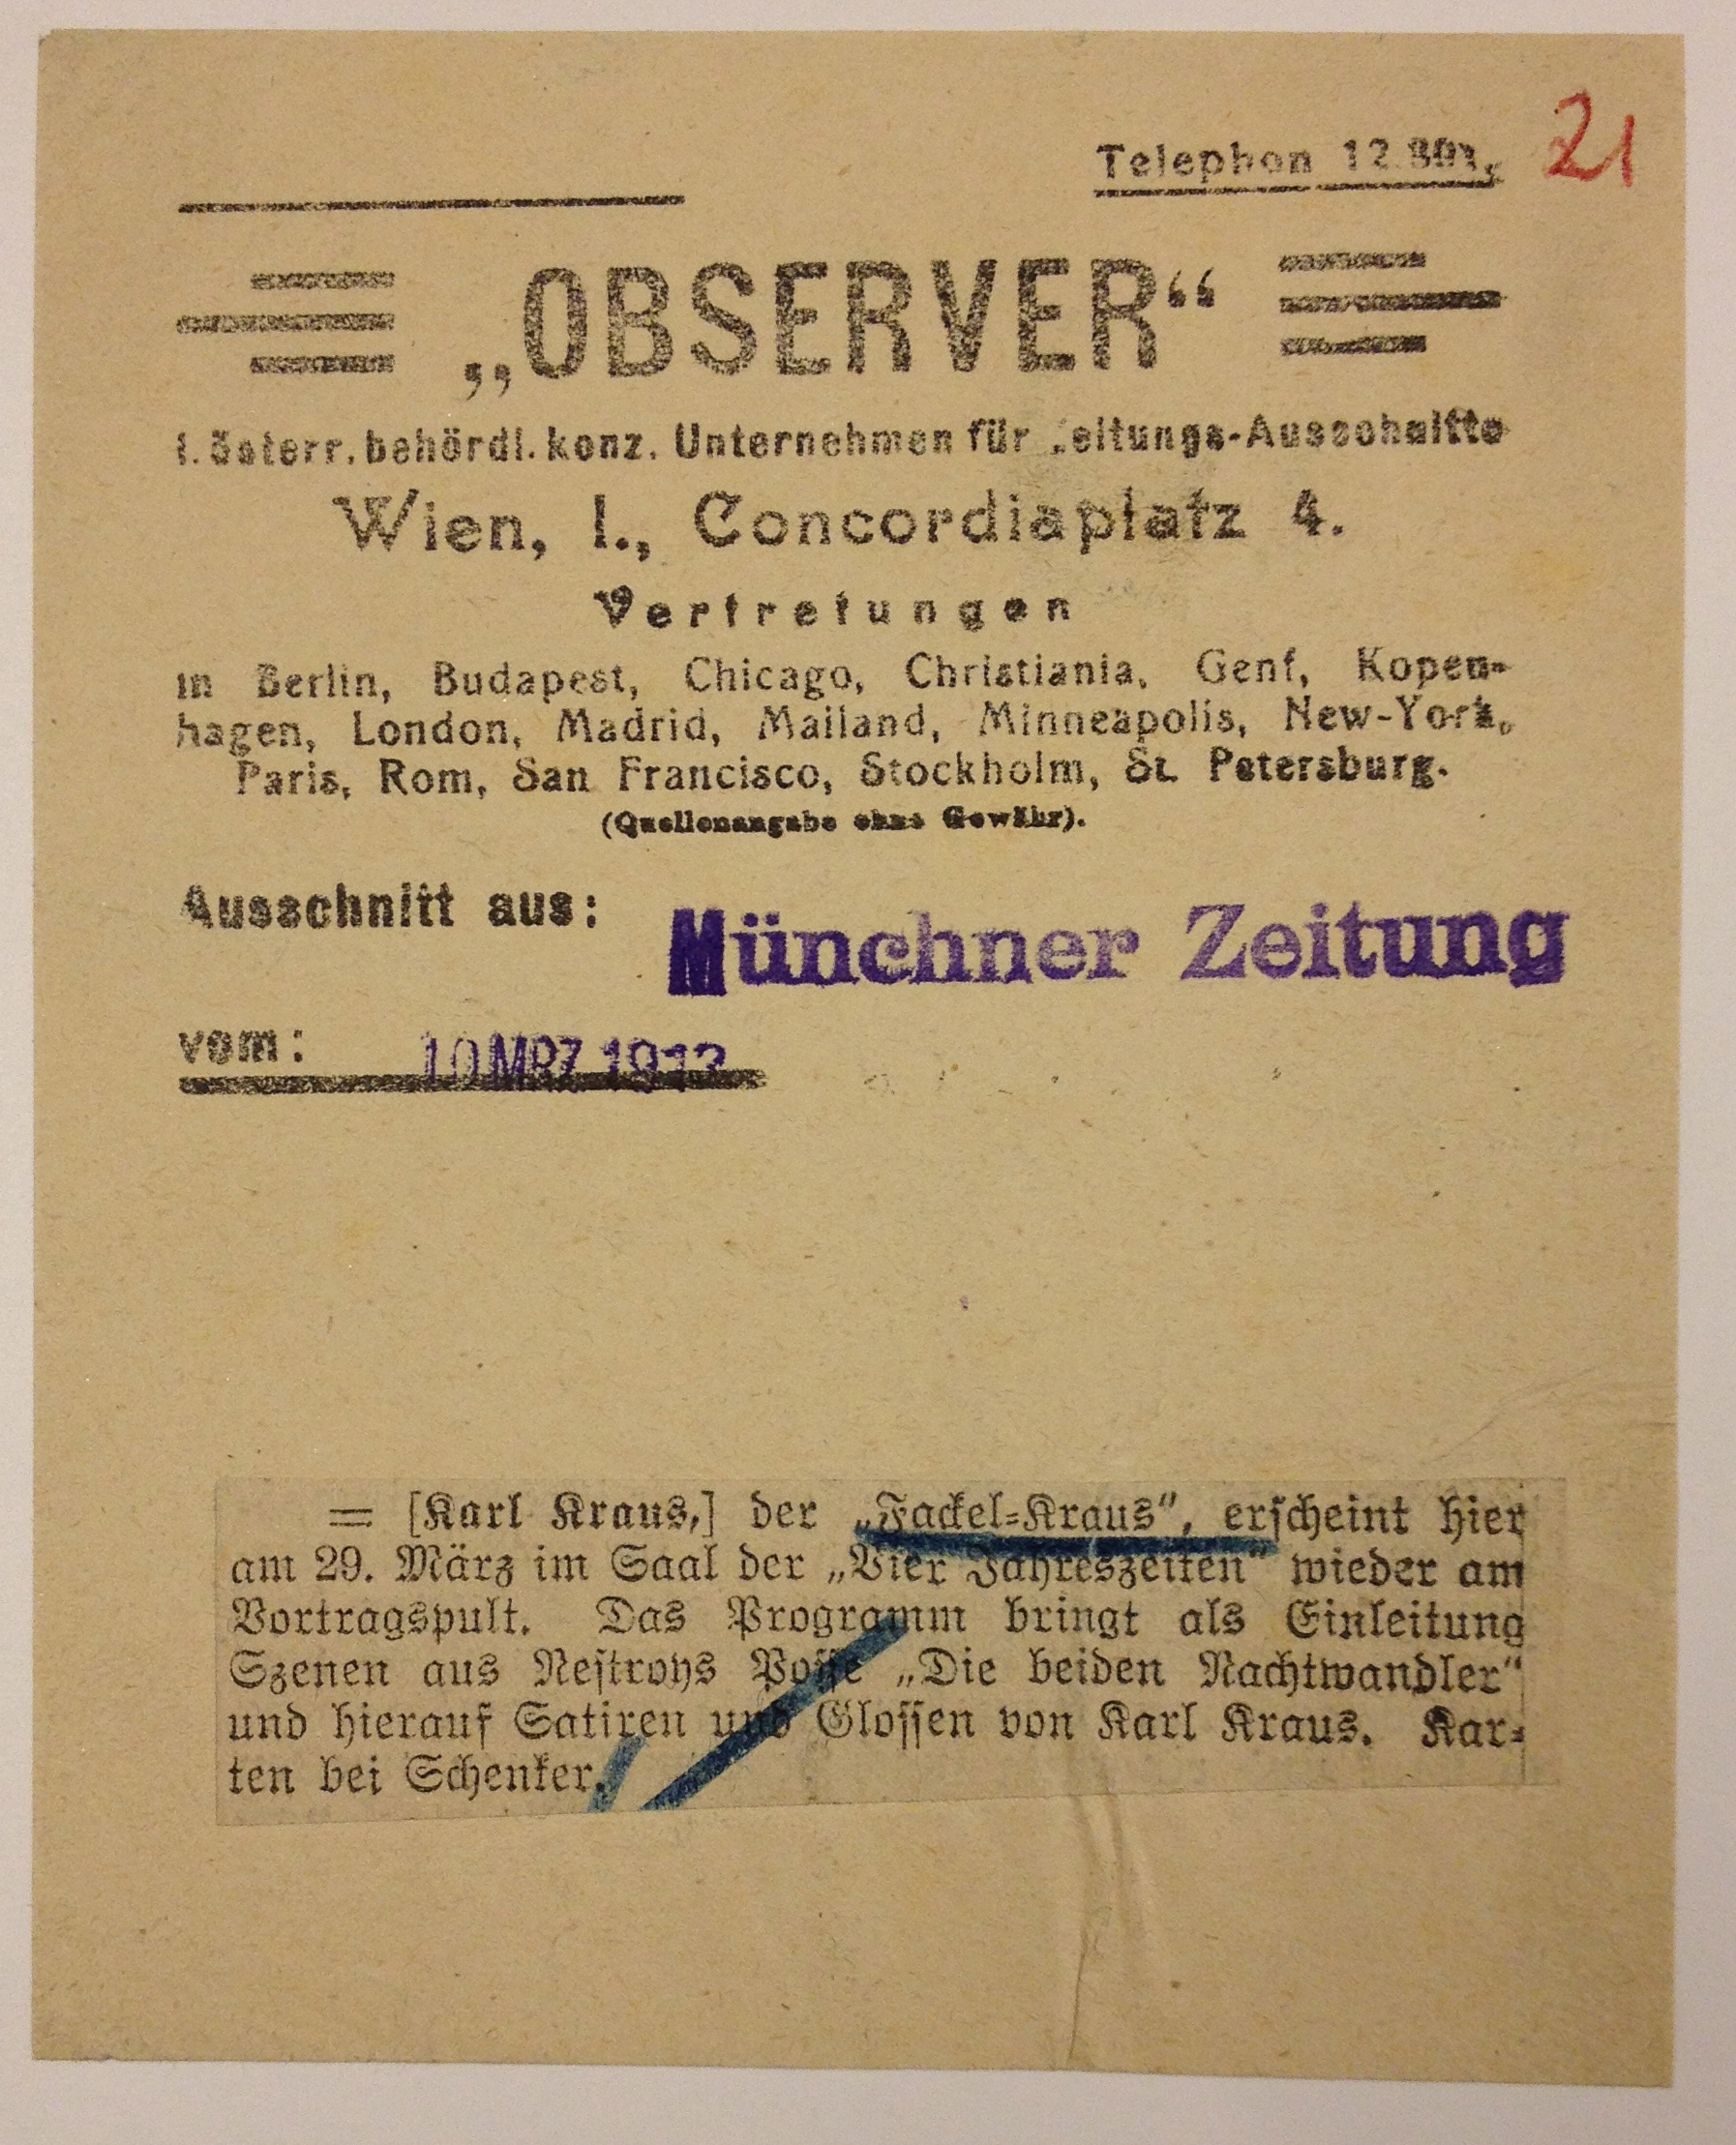 Telephon 12.801,
21
„OBSERVER“
I. österr. behördl. konz. Unternehmen für Zeitungs-Ausschnitte
Wien, I., Concordiaplatz 4.
Vertretungen
in Berlin, Budapest, Chicago, Christiania, Genf, Kopen-
hagen, London, Madrid, Mailand, Minneapolis, New-York,
Paris, Rom, San Francisco, Stockholm, St. Petersburg.
(Quellenangabe ohne Gewähr).
Ausschnitt aus:
Münchner Zeitung
vom: 10 MRZ 1913
= [Karl Kraus,] der „Fackel-Kraus“, erscheint hier
am 29. März im Saal der „Vier Jahreszeiten“ wieder am
Vortragspult. Das Programm bringt als Einleitung
Szenen aus Nestroys Posse „Die beiden Nachtwandler“
und hierauf Satiren und Glossen von Karl Kraus. Kar-
ten bei Schenker.